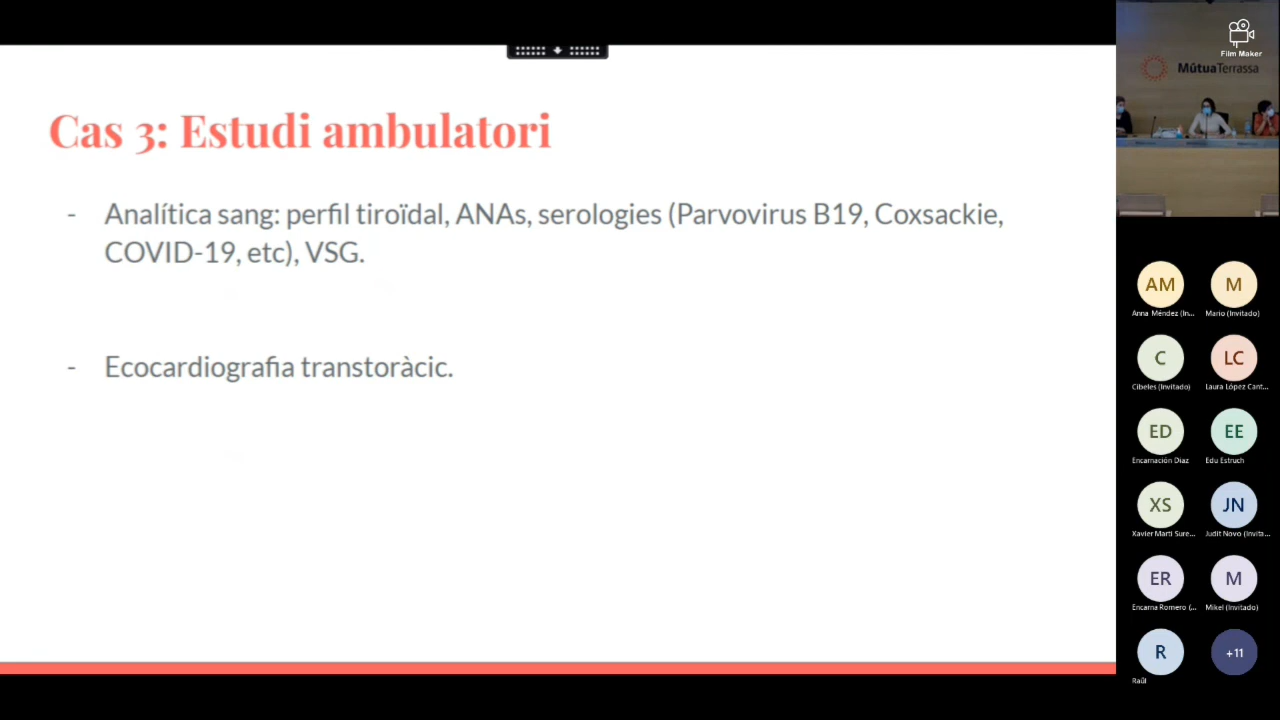 Cas 3: Estudi ambulatori
- Analítica sang: perfil tiroïdal, ANAs, serologies (Parvovirus B19, Coxsackie,
COVID-19, etc), VSG.
- Ecocardiografia transtoràcic.
Film Maker
MútuaTerrassa
AM
Anna Méndez (In...
M
Mario (Invitado)
C
Cibeles (Invitado)
LC
Laura López Cant...
ED
Encarnación Díaz
EE
Edu Estruch
XS
Xavier Martí Sure...
JN
Judit Novo (Invita...
ER
Encarna Romero (...
M
Mikel (Invitado)
R
Raúl
+11